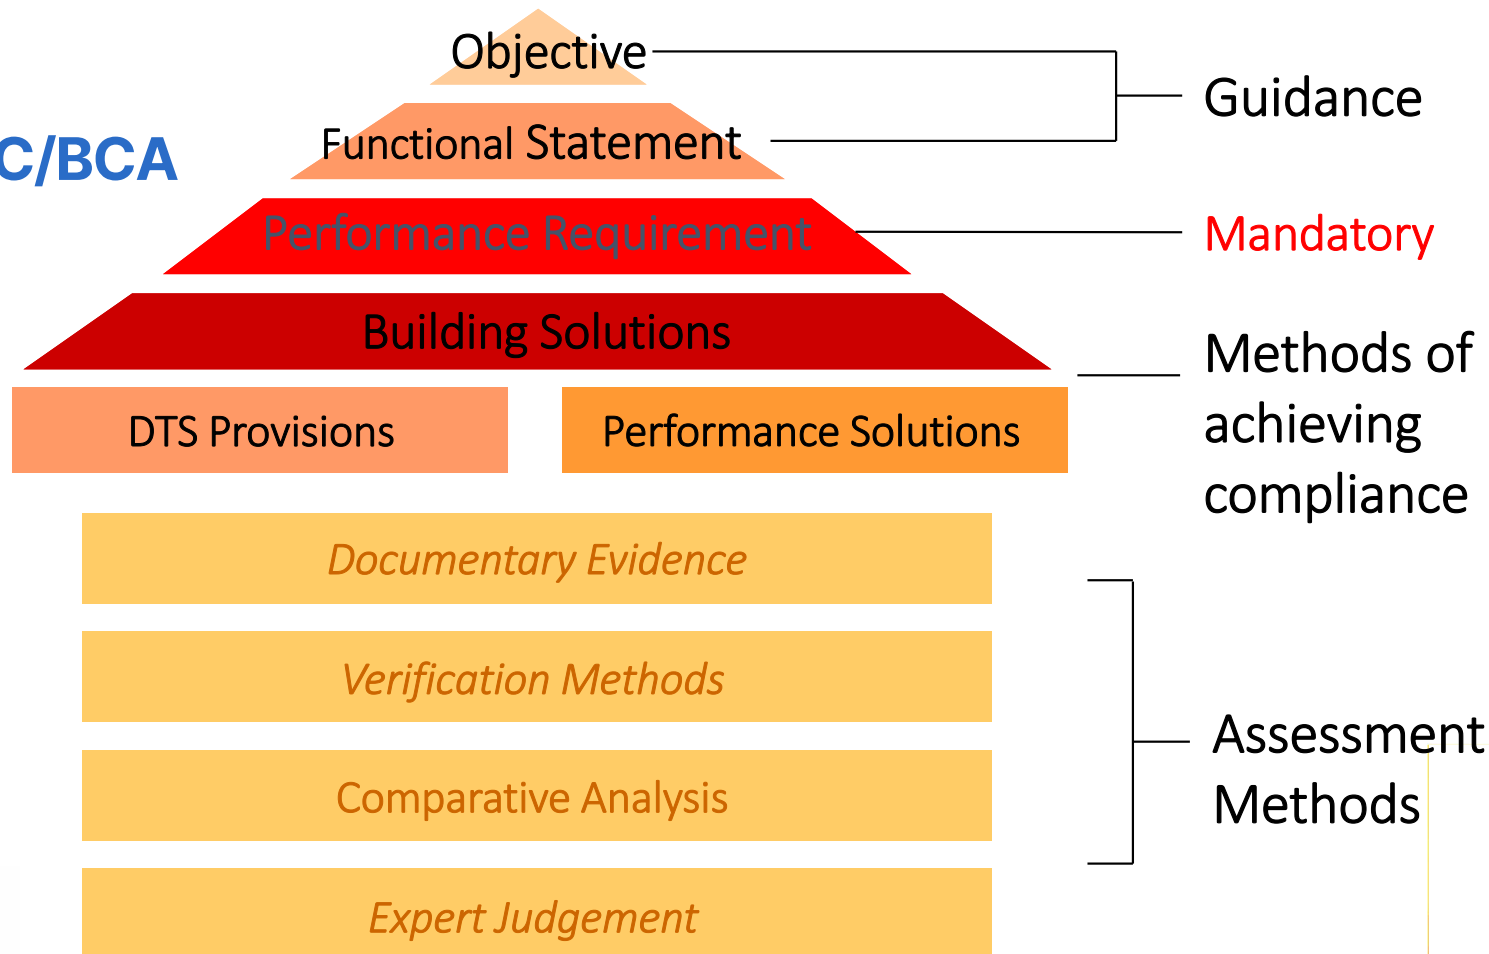 Objective
Guidance
Functional Statement
C/BCA
Performance Requirement
Mandatory
Building Solutions
Methods of
achieving
compliance
DTS Provisions
Performance Solutions
Documentary Evidence
Verification Methods
Comparative Analysis
Expert Judgement
Assessment
Methods